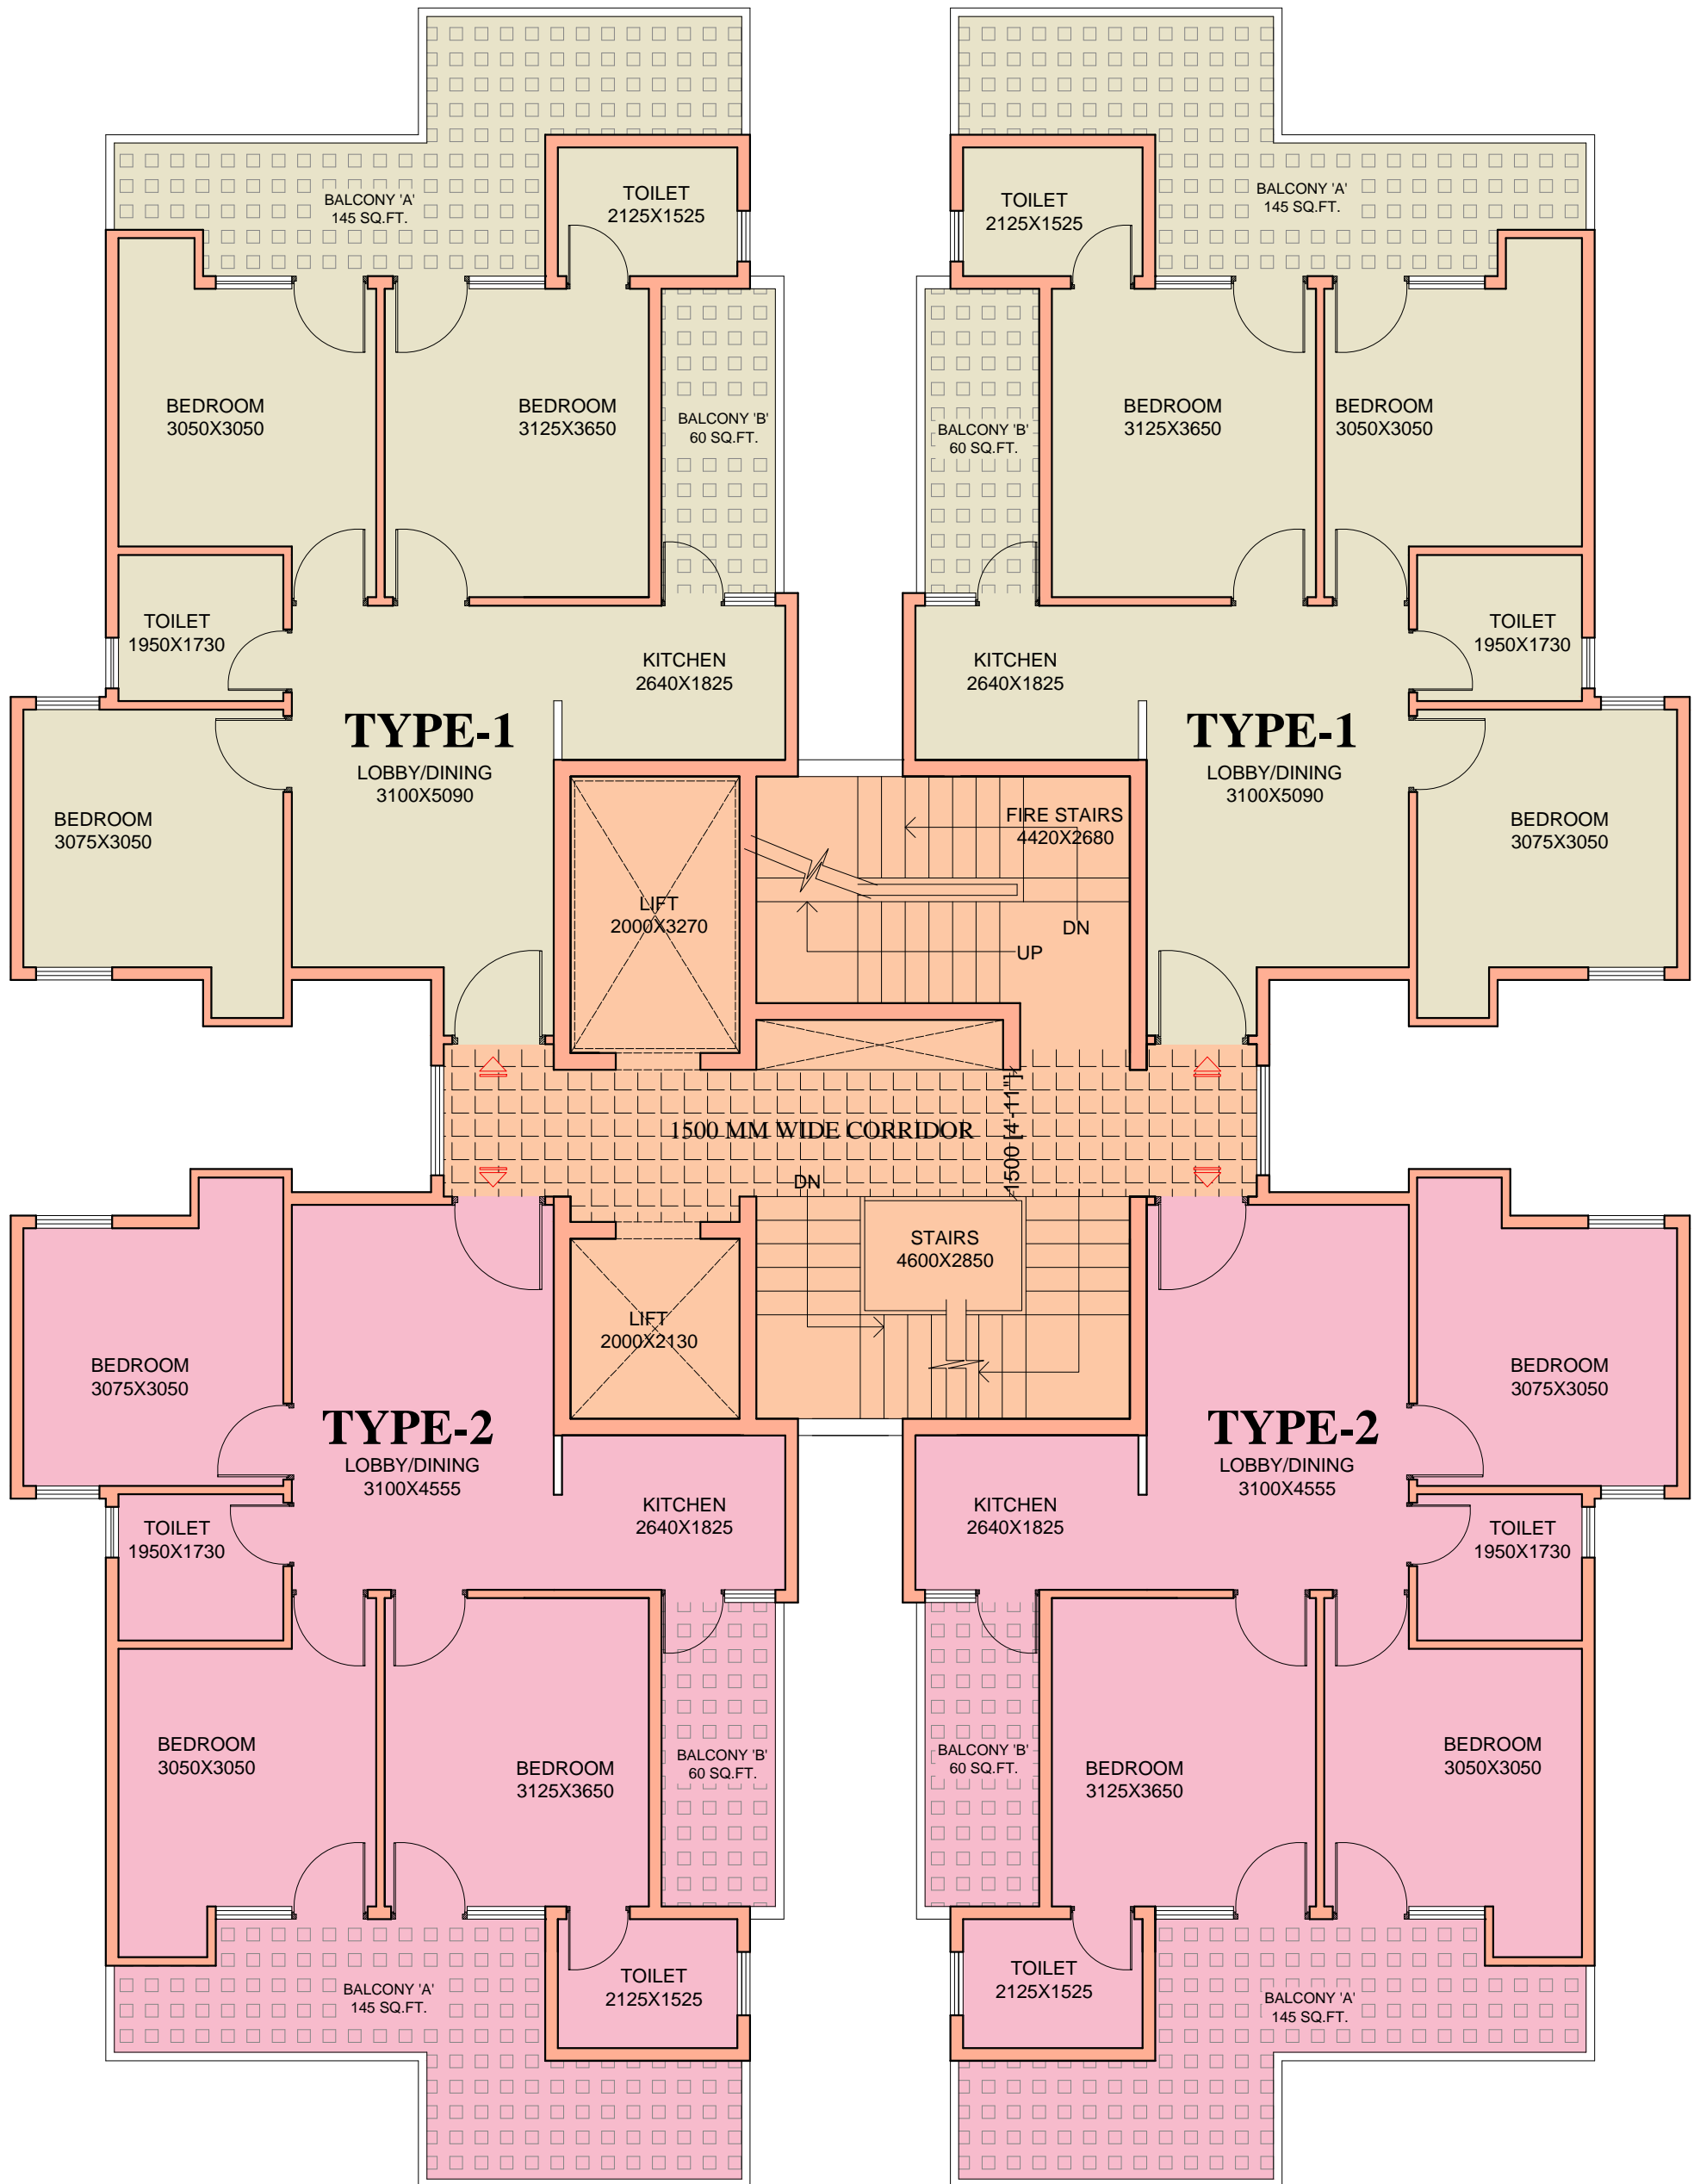 TOILET
2125X1525
BALCONY 'A'
145 SQ.FT.
TOILET
2125X1525
BALCONY 'A'
145 SQ.FT.
BEDROOM
3050X3050
BEDROOM
3125X3650
BALCONY 'B'
60 SQ.FT.
BALCONY 'B'
60 SQ.FT.
BEDROOM
3125X3650
BEDROOM
3050X3050
TOILET
1950X1730
KITCHEN
2640X1825
KITCHEN
2640X1825
TOILET
1950X1730
TYPE-1
LOBBY/DINING
3100X5090
TYPE-1
LOBBY/DINING
3100X5090
BEDROOM
3075X3050
FIRE STAIRS
4420X2680
BEDROOM
3075X3050
LIFT
2000X3270
DN
UP
1500 MM WIDE CORRIDOR
1500 [4'-11"]
DN
STAIRS
4600X2850
LIFT
2000X2130
BEDROOM
3075X3050
BEDROOM
3075X3050
TYPE-2
LOBBY/DINING
3100X4555
TYPE-2
LOBBY/DINING
3100X4555
TOILET
1950X1730
KITCHEN
2640X1825
KITCHEN
2640X1825
TOILET
1950X1730
BEDROOM
3050X3050
BEDROOM
3125X3650
BALCONY 'B'
60 SQ.FT.
BALCONY 'B'
60 SQ.FT.
BEDROOM
3125X3650
BEDROOM
3050X3050
BALCONY 'A'
145 SQ.FT.
TOILET
2125X1525
TOILET
2125X1525
BALCONY 'A'
145 SQ.FT.